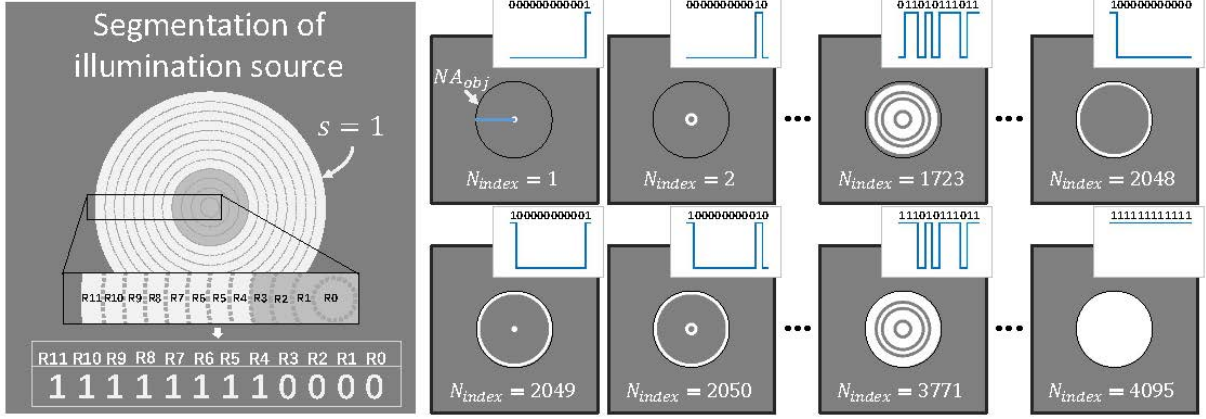 Segmentation of
illumination source
s = 1
R11 R10 R9 R8 R7 R6 R5 R4 R3 R2 R1 R0
R11 R10 R9 R8 R7 R6 R5 R4 R3 R2 R1 R0
1 1 1 1 1 1 1 1 0 0 0 0
000000000001
NA_obj
N_index = 1
000000000010
N_index = 2
011010111011
N_index = 1723
100000000000
N_index = 2048
100000000001
N_index = 2049
100000000010
N_index = 2050
111010111011
N_index = 3771
111111111111
N_index = 4095